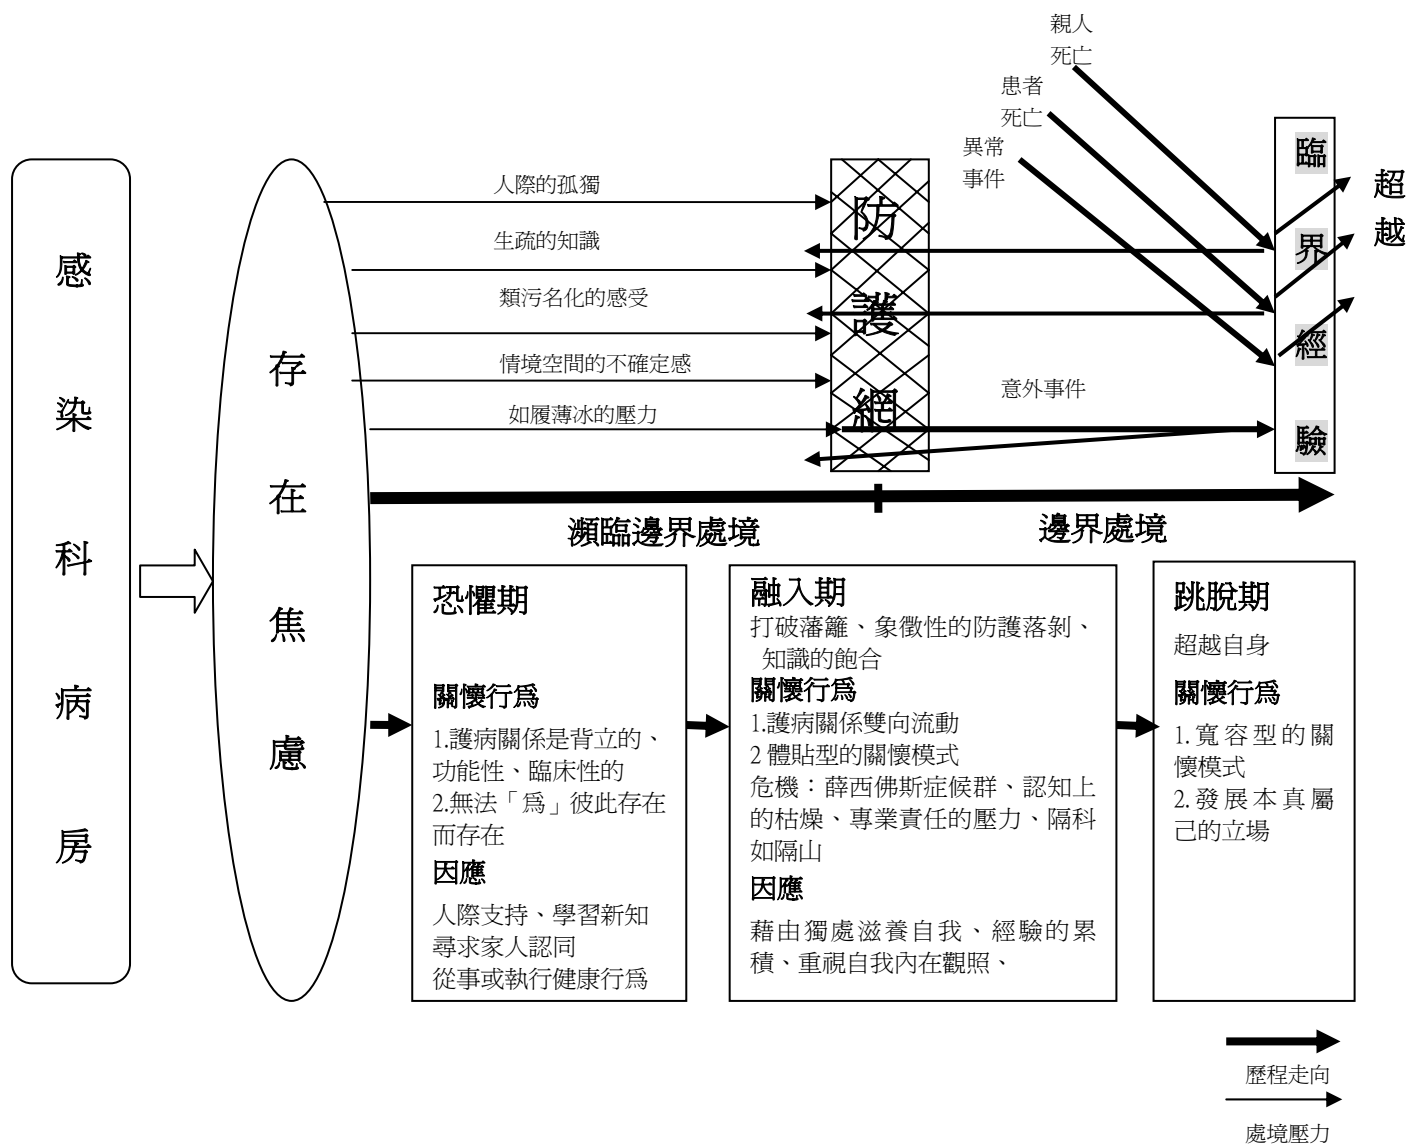 親人
死亡
患者
死亡
異常
事件
感染科病房
存在焦慮
人際的孤獨
生疏的知識
類污名化的感受
情境空間的不確定感
如履薄冰的壓力
防護網
意外事件
臨界經驗
超越
瀕臨邊界處境
邊界處境
恐懼期
關懷行為
1.護病關係是背立的、
功能性、臨床性的
2.無法「為」彼此存在
而存在
因應
人際支持、學習新知
尋求家人認同
從事或執行健康行為
融入期
打破藩籬、象徵性的防護落剝、
知識的飽合
關懷行為
1.護病關係雙向流動
2 體貼型的關懷模式
危機：薛西佛斯症候群、認知上
的枯燥、專業責任的壓力、隔科
如隔山
因應
藉由獨處滋養自我、經驗的累
積、重視自我內在觀照、
跳脫期
超越自身
關懷行為
1.寬容型的關
懷模式
2.發展本真屬
己的立場
歷程走向
處境壓力